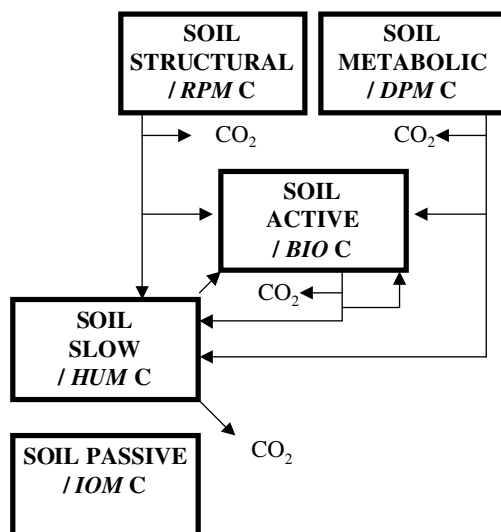 SOIL
STRUCTURAL
/ RPM C
SOIL
METABOLIC
/ DPM C
CO₂
CO₂
SOIL
ACTIVE
/ BIO C
CO₂
SOIL
SLOW
/ HUM C
CO₂
SOIL PASSIVE
/ IOM C